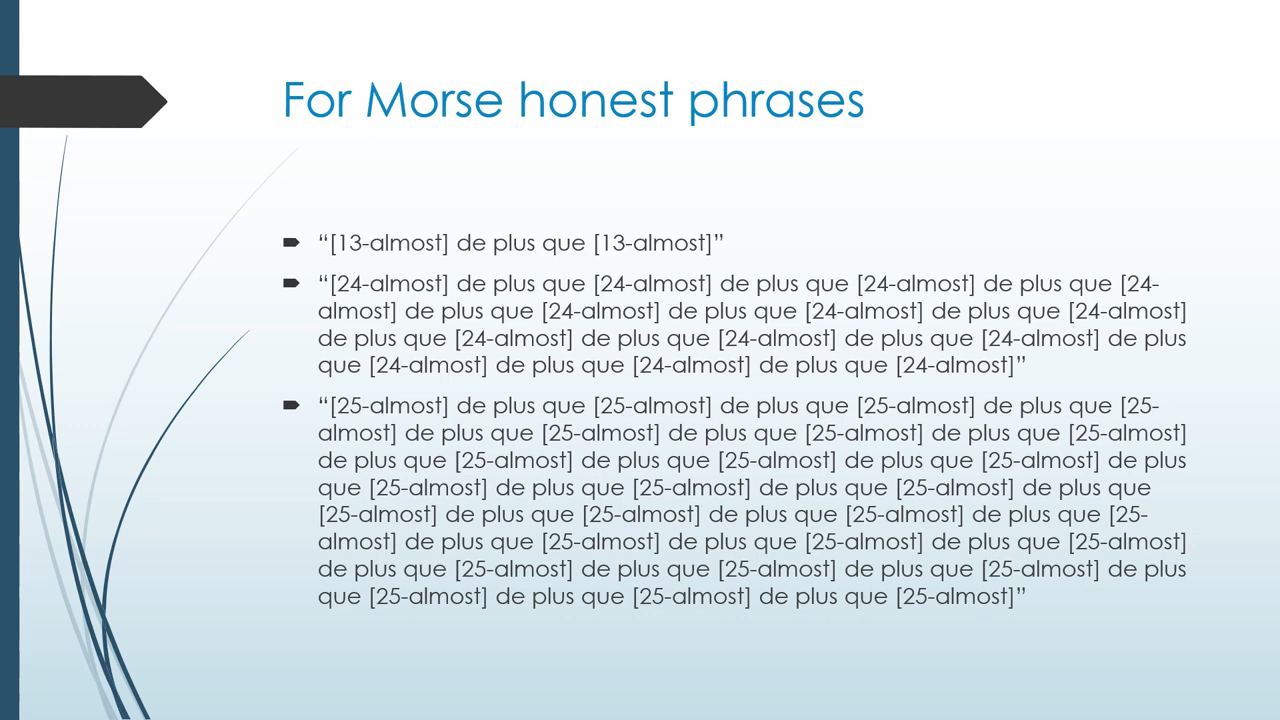 For Morse honest phrases
“[13-almost] de plus que [13-almost]”
“[24-almost] de plus que [24-almost] de plus que [24-almost] de plus que [24-
almost] de plus que [24-almost] de plus que [24-almost] de plus que [24-almost]
de plus que [24-almost] de plus que [24-almost] de plus que [24-almost] de plus
que [24-almost] de plus que [24-almost] de plus que [24-almost]”
“[25-almost] de plus que [25-almost] de plus que [25-almost] de plus que [25-
almost] de plus que [25-almost] de plus que [25-almost] de plus que [25-almost]
de plus que [25-almost] de plus que [25-almost] de plus que [25-almost] de plus
que [25-almost] de plus que [25-almost] de plus que [25-almost] de plus que
[25-almost] de plus que [25-almost] de plus que [25-almost] de plus que [25-
almost] de plus que [25-almost] de plus que [25-almost] de plus que [25-almost]
de plus que [25-almost] de plus que [25-almost] de plus que [25-almost] de plus
que [25-almost] de plus que [25-almost] de plus que [25-almost]”